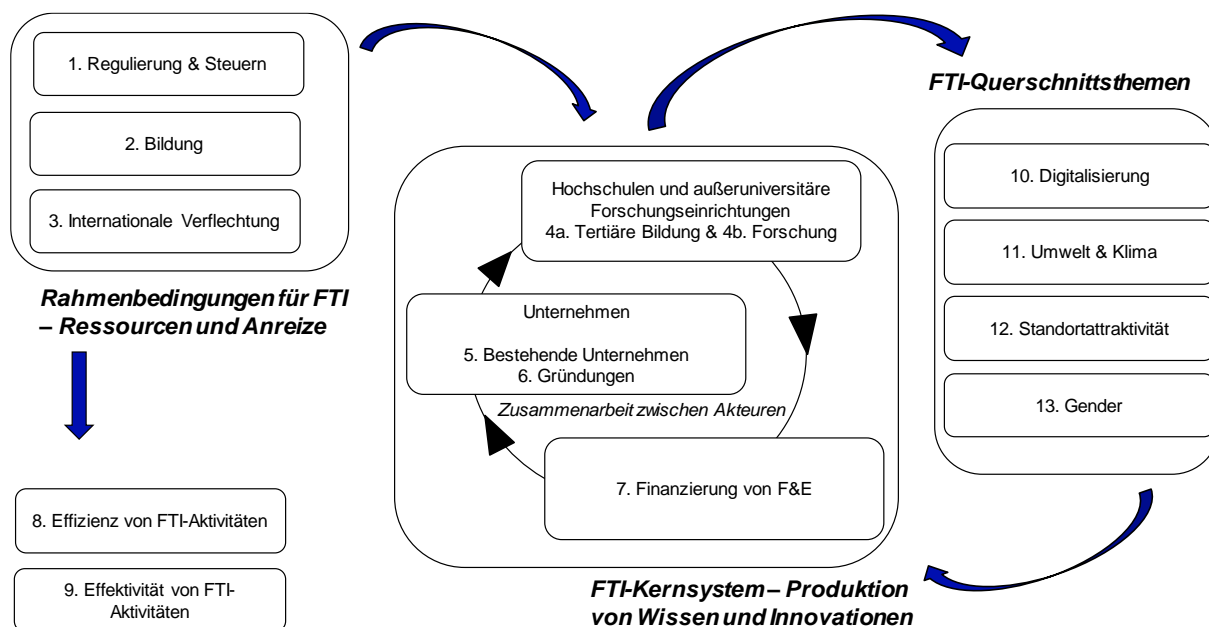 1. Regulierung & Steuern
2. Bildung
3. Internationale Verflechtung
Rahmenbedingungen für FTI
– Ressourcen und Anreize
8. Effizienz von FTI-Aktivitäten
9. Effektivität von FTI-
Aktivitäten
Hochschulen und außeruniversitäre
Forschungseinrichtungen
4a. Tertiäre Bildung & 4b. Forschung
Unternehmen
5. Bestehende Unternehmen
6. Gründungen
Zusammenarbeit zwischen Akteuren
7. Finanzierung von F&E
FTI-Kernsystem – Produktion
von Wissen und Innovationen
FTI-Querschnittsthemen
10. Digitalisierung
11. Umwelt & Klima
12. Standortattraktivität
13. Gender